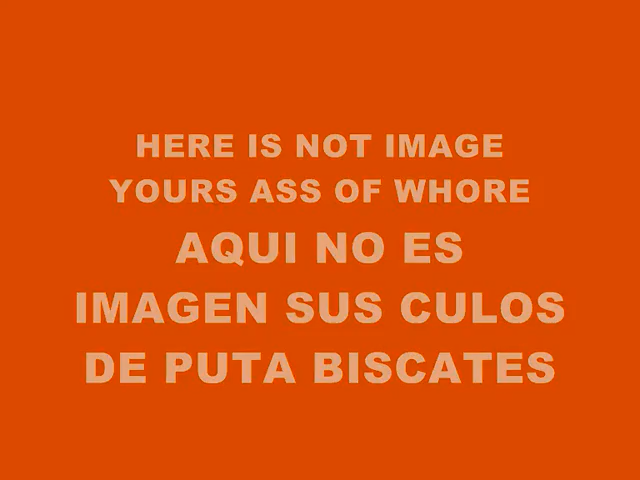 HERE IS NOT IMAGE
YOURS ASS OF WHORE
AQUI NO ES
IMAGEN SUS CULOS
DE PUTA BISCATES